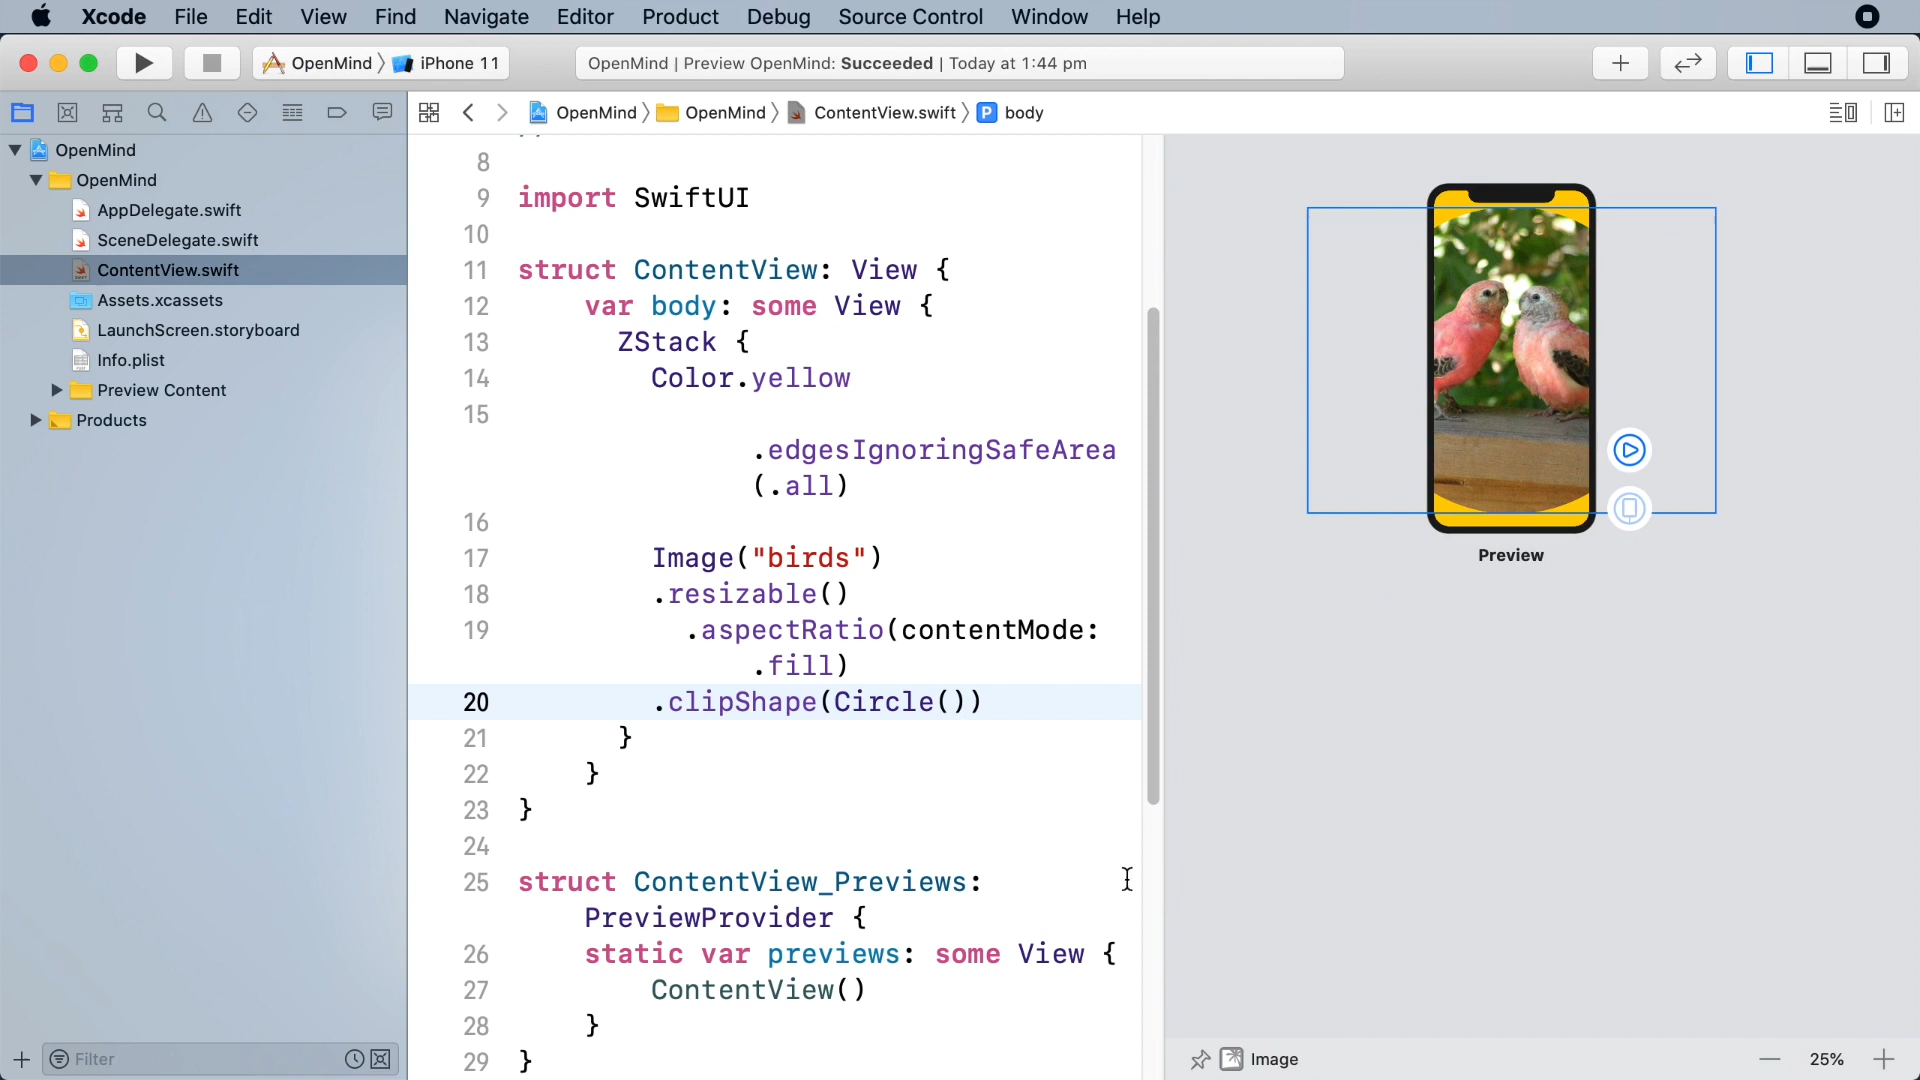 Xcode File Edit View Find Navigate Editor Product Debug Source Control Window Help
OpenMind iPhone 11
OpenMind | Preview OpenMind: Succeeded | Today at 1:44 pm
OpenMind OpenMind ContentView.swift P body
OpenMind
OpenMind
AppDelegate.swift
SceneDelegate.swift
ContentView.swift
Assets.xcassets
LaunchScreen.storyboard
Info.plist
Preview Content
Products
Filter
8
9 import SwiftUI
10
11 struct ContentView: View {
12 var body: some View {
13 ZStack {
14 Color.yellow
15
.edgesIgnoringSafeArea
(.all)
16
17 Image("birds")
18 .resizable()
19 .aspectRatio(contentMode:
.fill)
20 .clipShape(Circle())
21 }
22 }
23 }
24
25 struct ContentView_Previews:
PreviewProvider {
26 static var previews: some View {
27 ContentView()
28 }
29 }
Preview
Image
25%